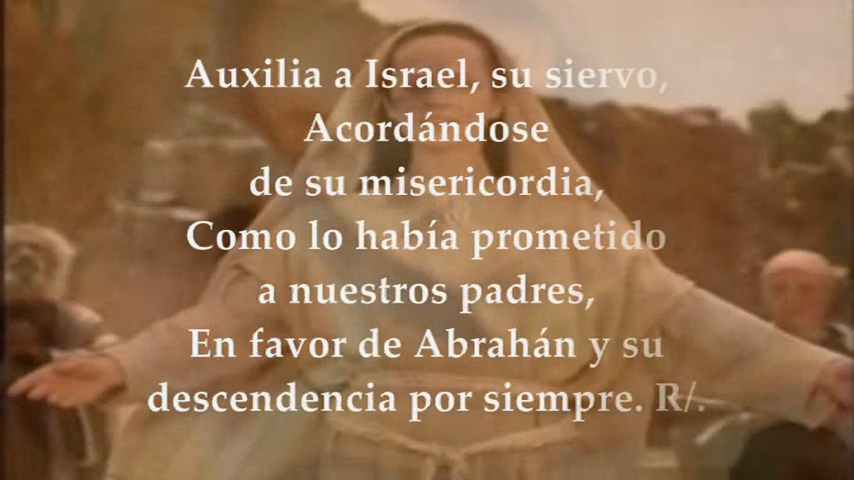 Auxilia a Israel, su siervo,
Acordándose
de su misericordia,
Como lo había prometido
a nuestros padres,
En favor de Abrahán y su
descendencia por siempre. R/.